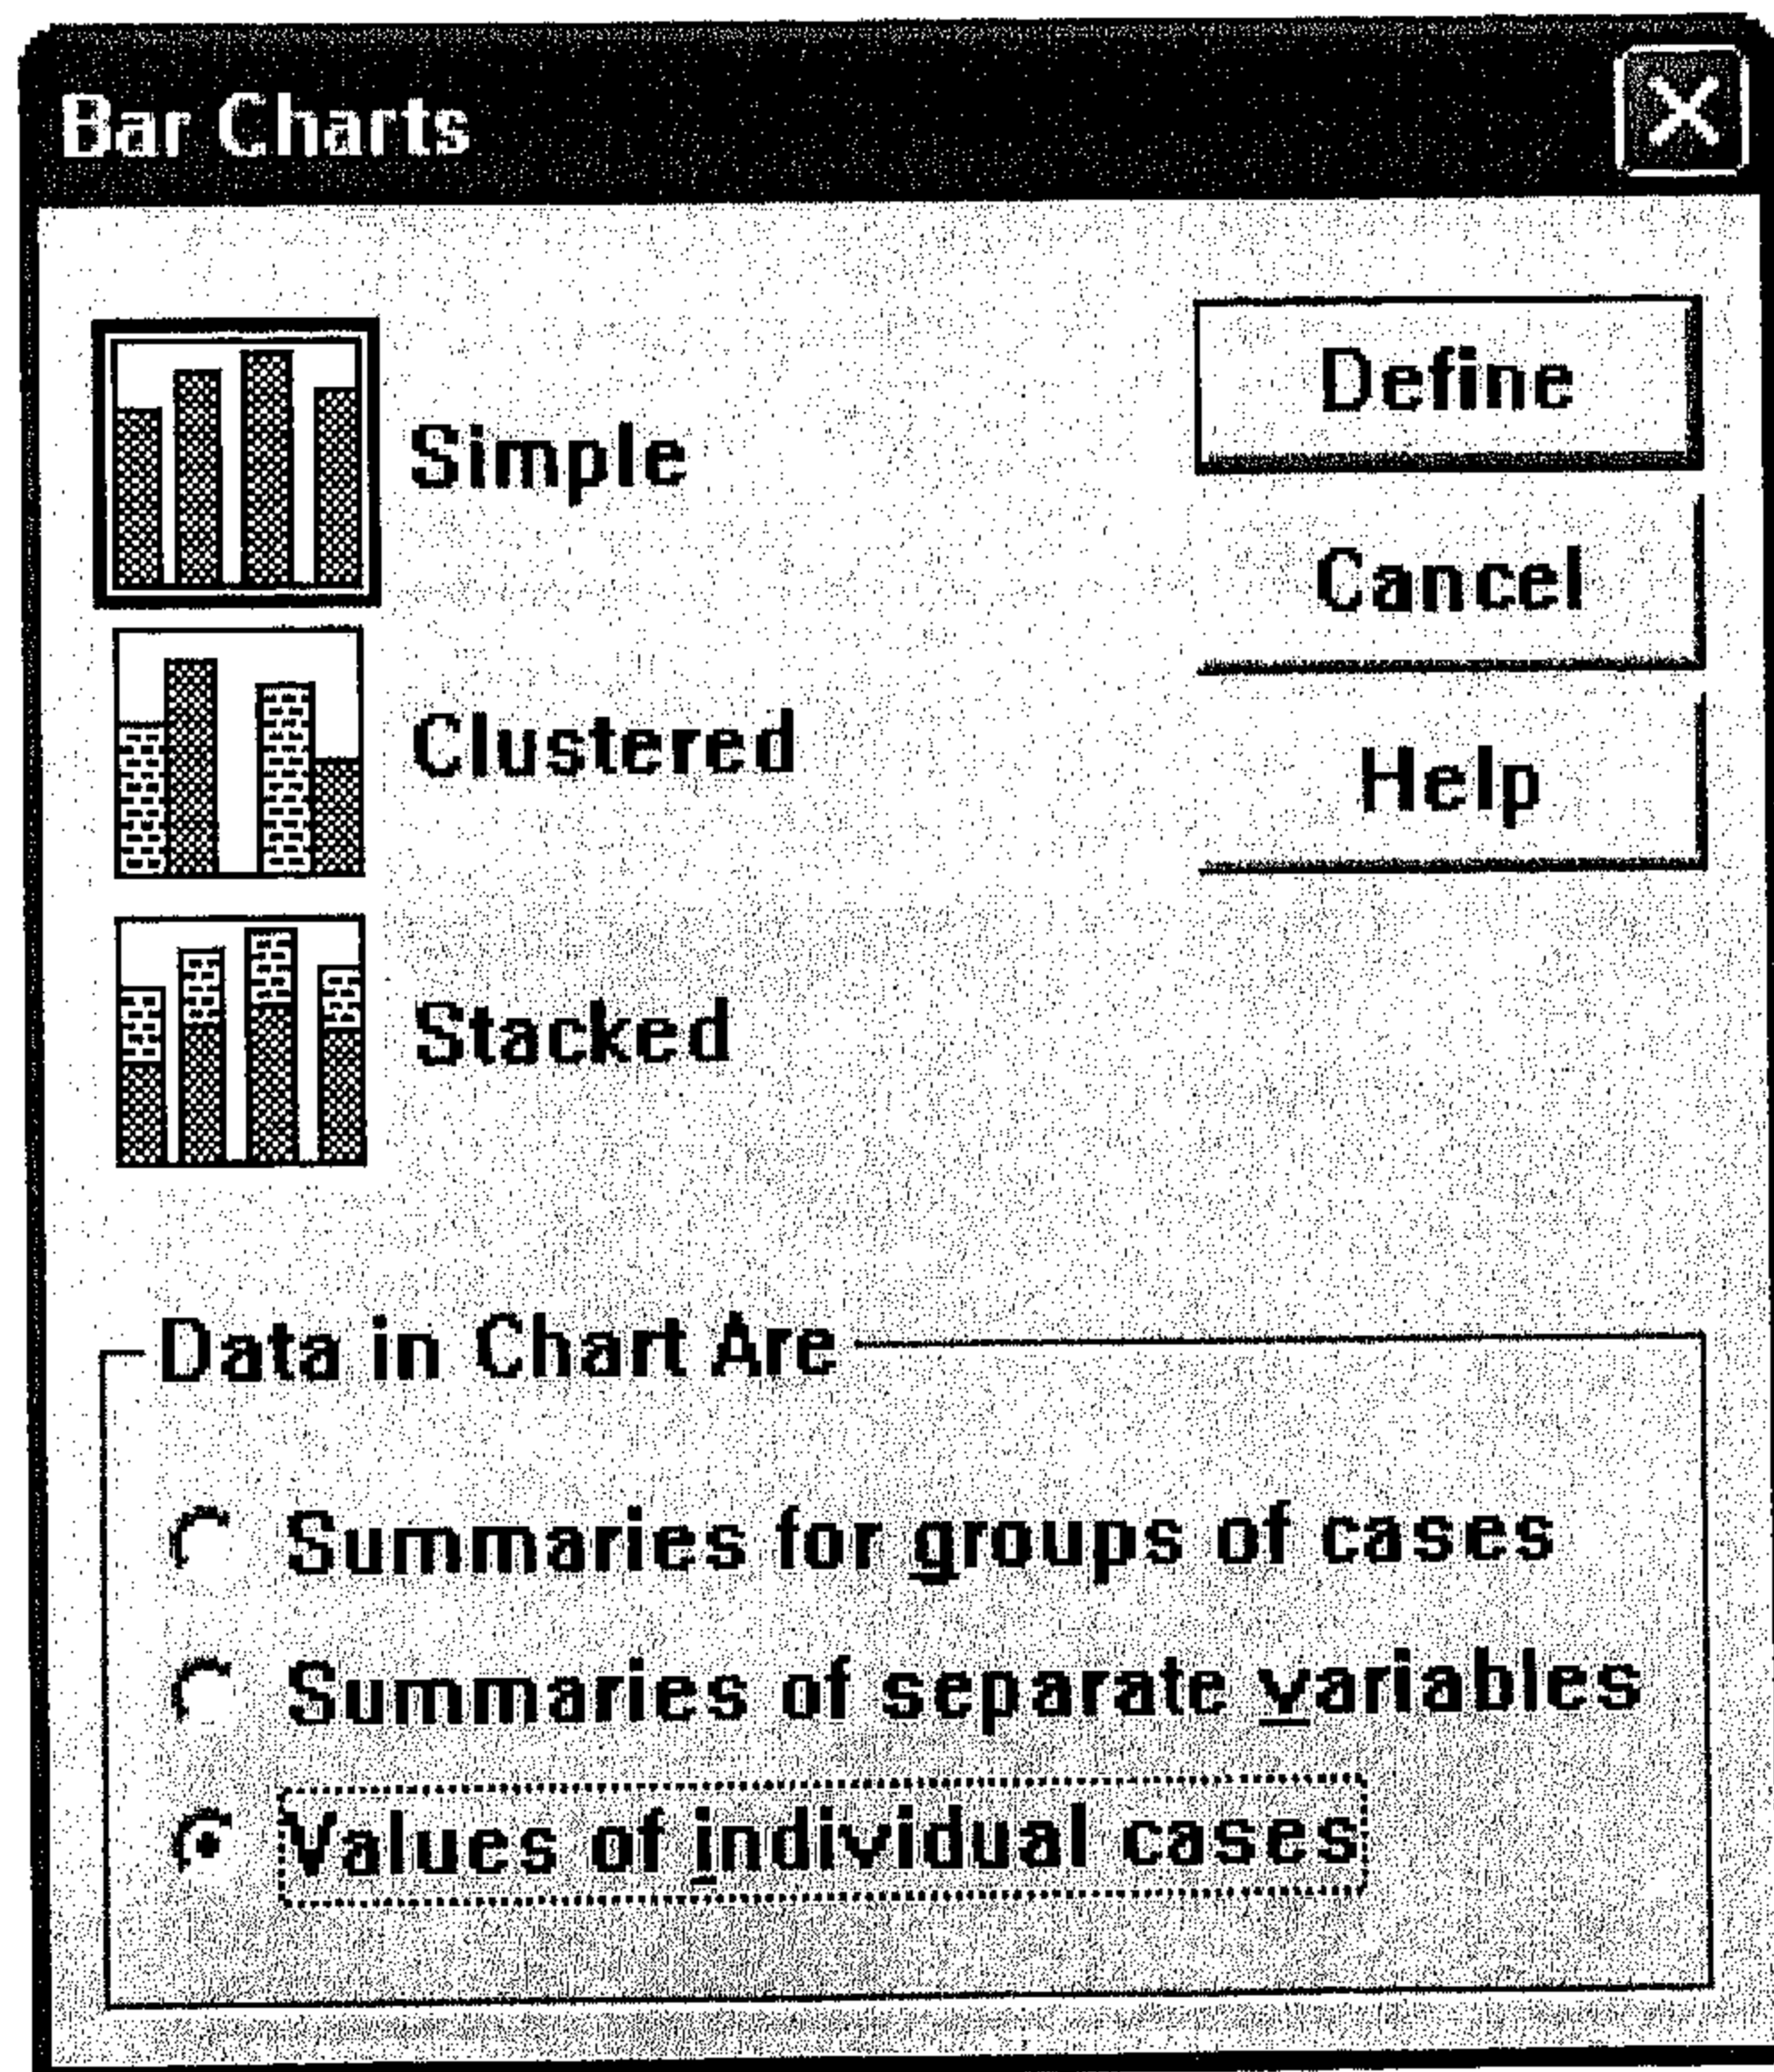 Bar Charts
Simple
Clustered
Stacked
Define
Cancel
Help
Data in Chart Are
Summaries for groups of cases
Summaries of separate variables
Values of individual cases